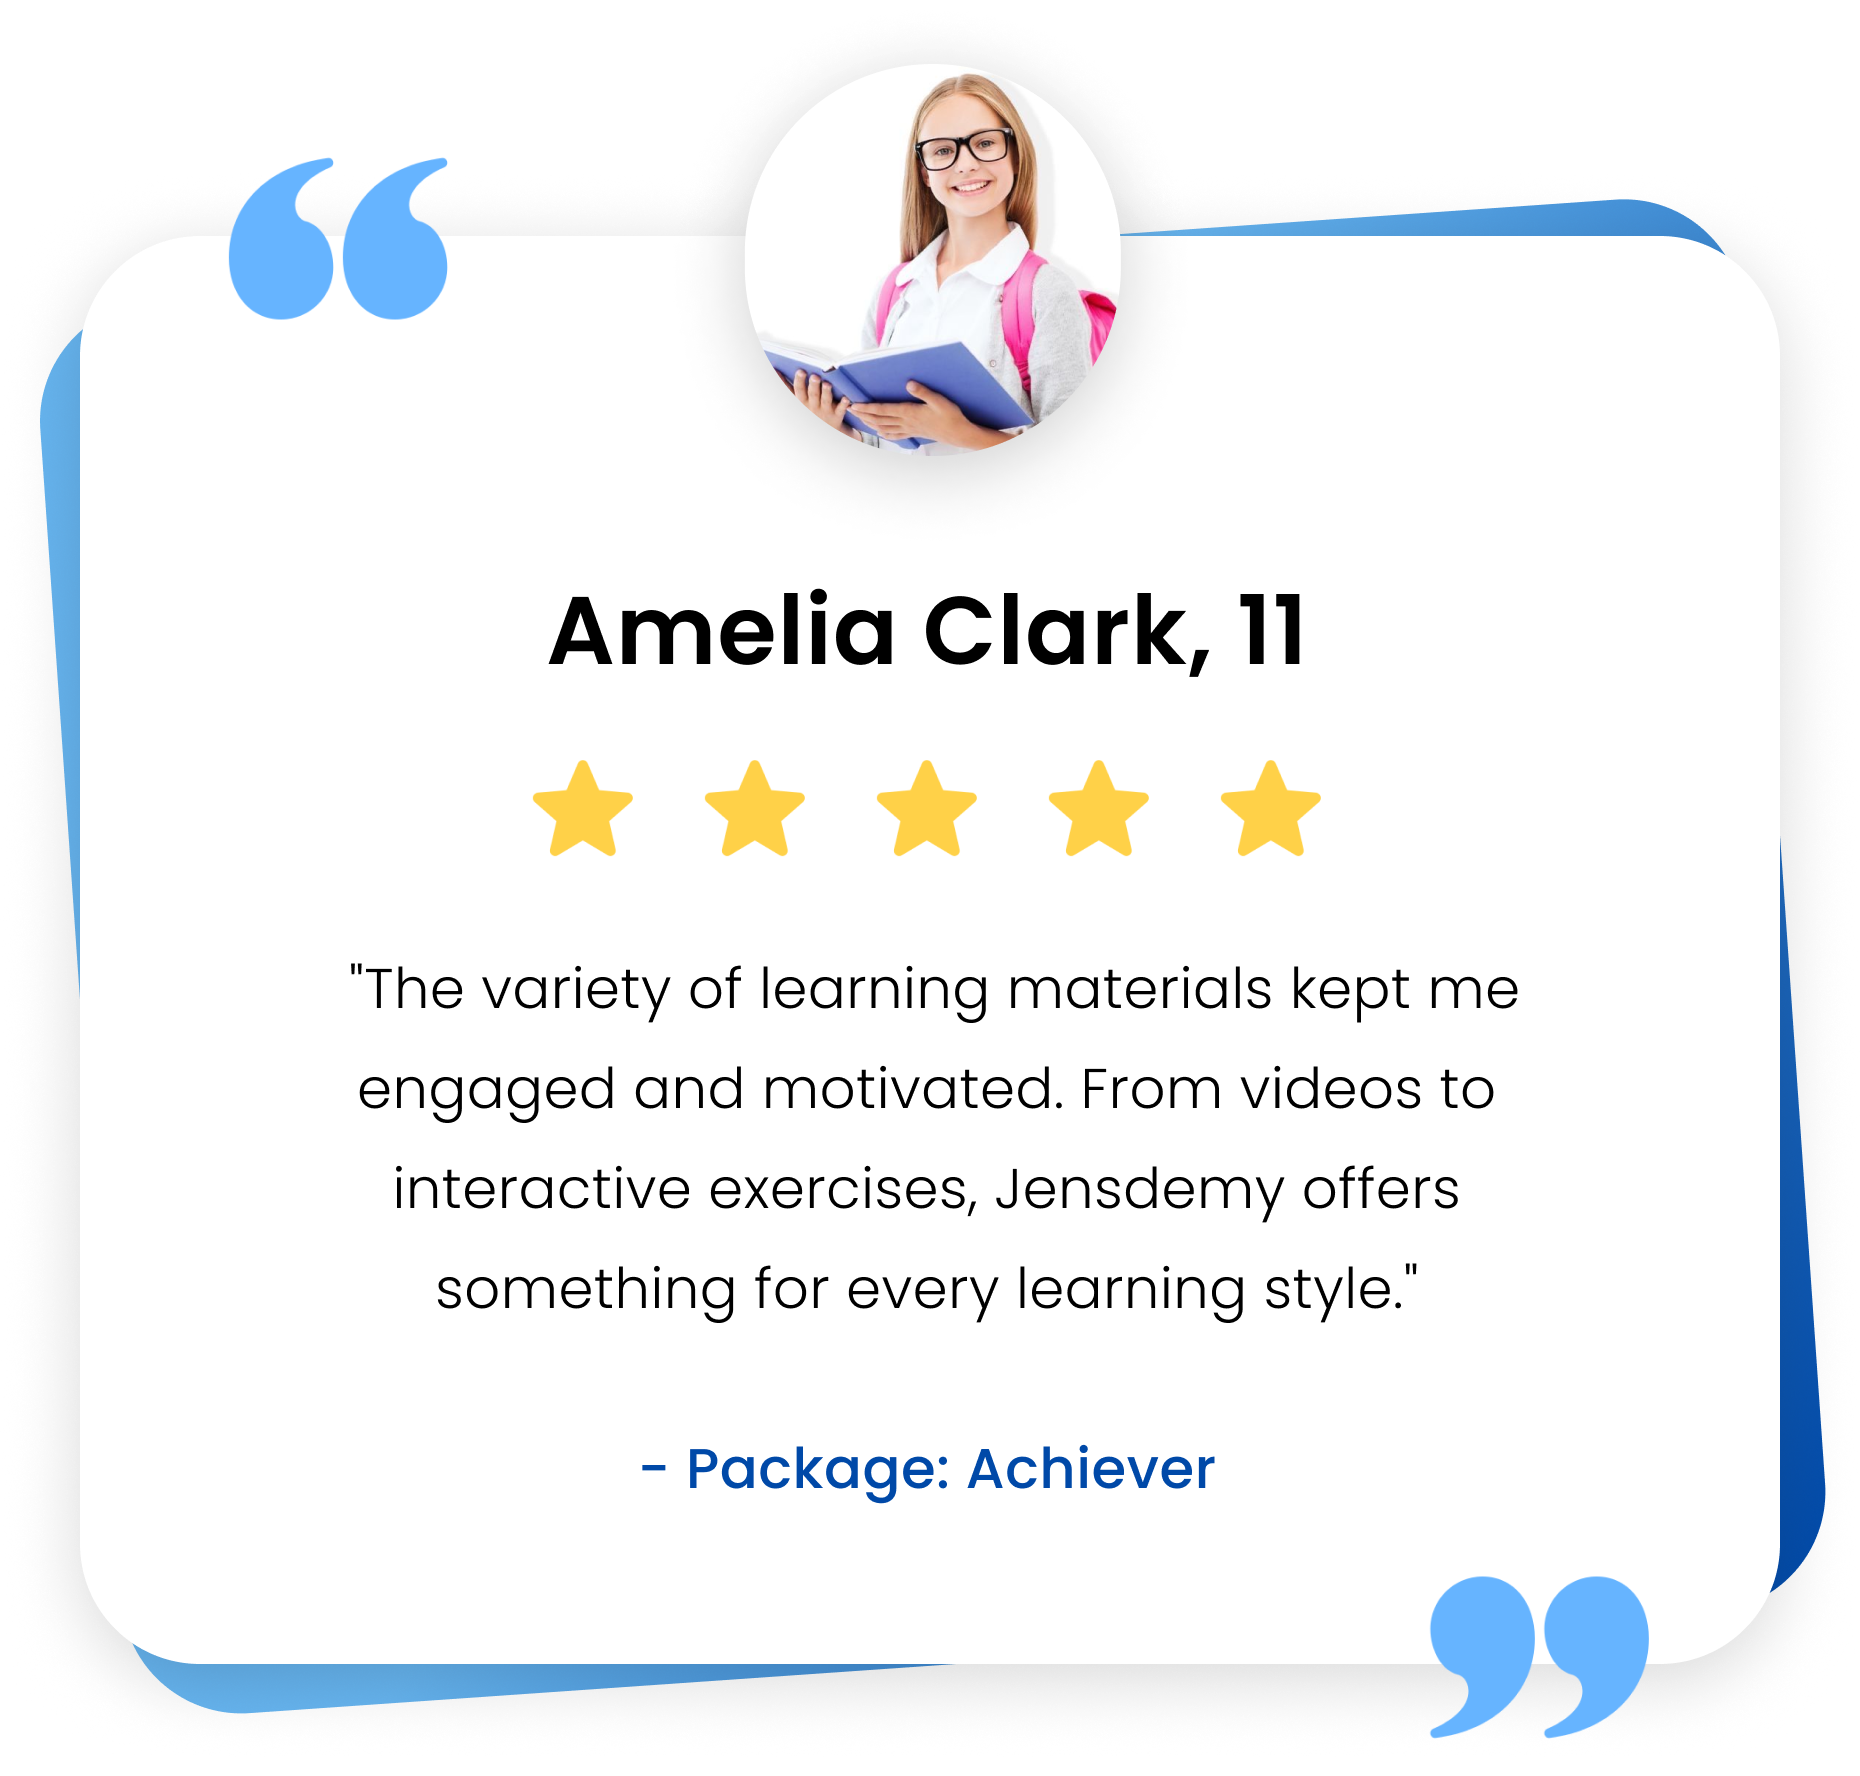 Amelia Clark, 11
"The variety of learning materials kept me
engaged and motivated. From videos to
interactive exercises, Jensdemy offers
something for every learning style."
- Package: Achiever